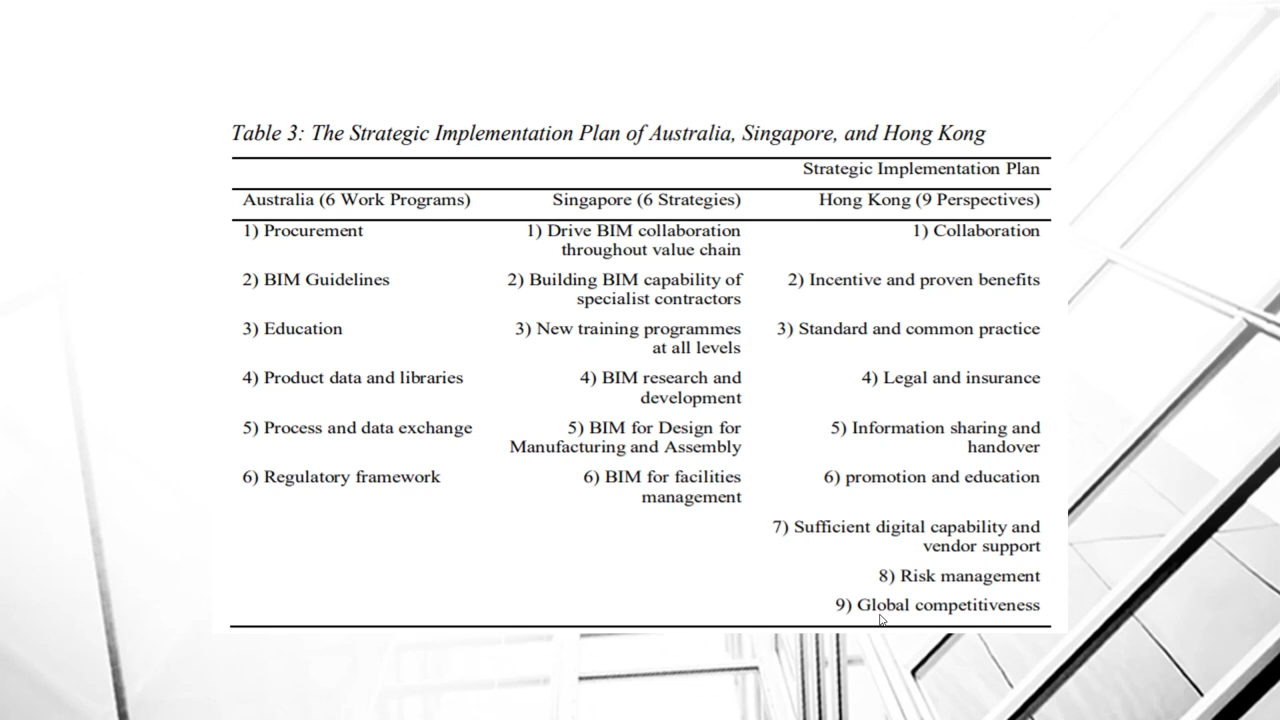 Table 3: The Strategic Implementation Plan of Australia, Singapore, and Hong Kong
Strategic Implementation Plan
Australia (6 Work Programs) Singapore (6 Strategies) Hong Kong (9 Perspectives)
1) Procurement 1) Drive BIM collaboration 1) Collaboration
throughout value chain
2) BIM Guidelines 2) Building BIM capability of 2) Incentive and proven benefits
specialist contractors
3) Education 3) New training programmes 3) Standard and common practice
at all levels
4) Product data and libraries 4) BIM research and 4) Legal and insurance
development
5) Process and data exchange 5) BIM for Design for 5) Information sharing and
Manufacturing and Assembly handover
6) Regulatory framework 6) BIM for facilities 6) promotion and education
management
7) Sufficient digital capability and
vendor support
8) Risk management
9) Global competitiveness